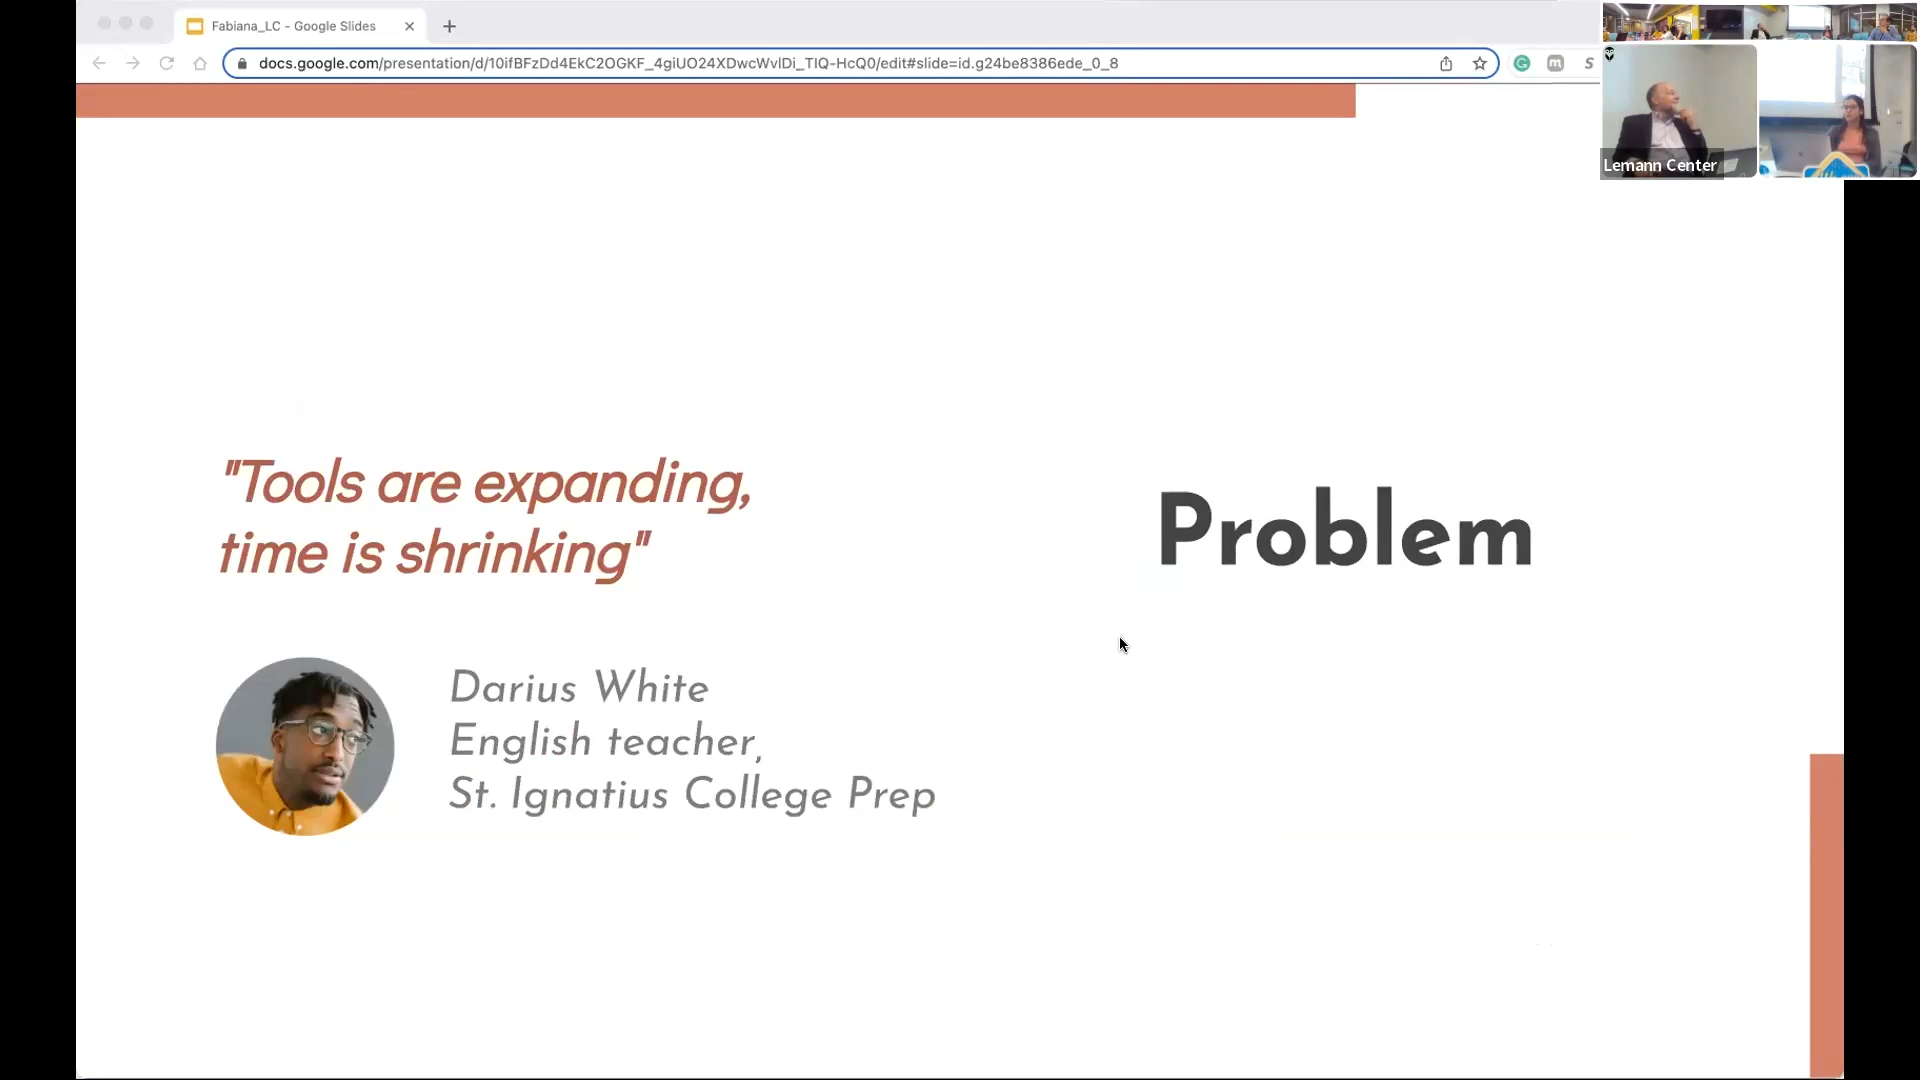 Fabiana_LC - Google Slides
docs.google.com/presentation/d/10ifBFzDd4EkC2OGKF_4giUO24XDwcWvlDi_TIQ-HcQ0/edit#slide=id.g24be8386ede_0_8
Lemann Center
"Tools are expanding,
time is shrinking"
Problem
Darius White
English teacher,
St. Ignatius College Prep